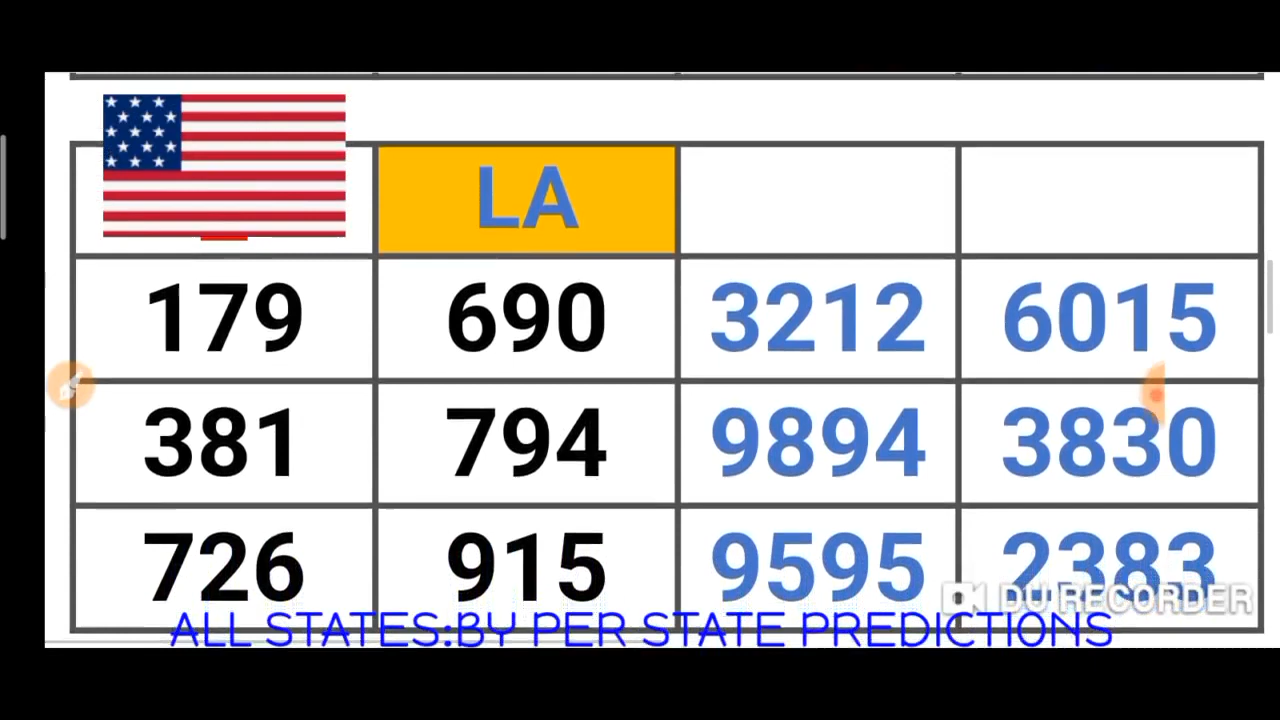 LA
179 690 3212 6015
381 794 9894 3830
726 915 9595 2383
DU RECORDER
ALL STATES:BY PER STATE PREDICTIONS